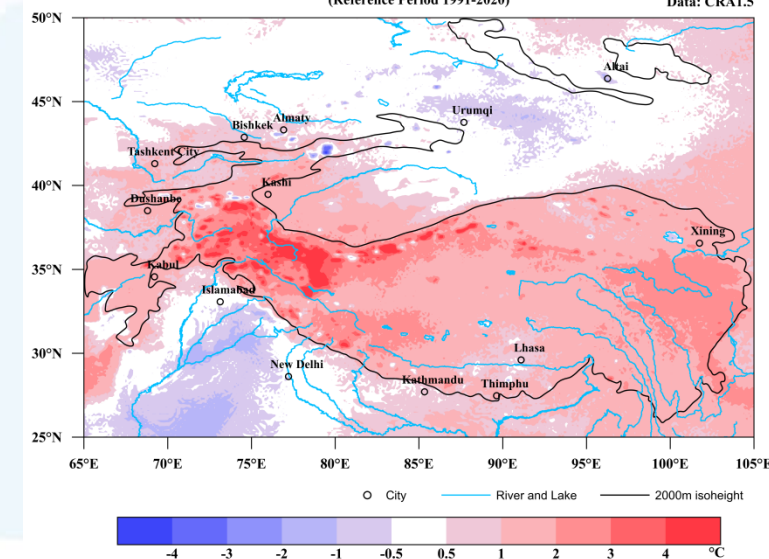 (Reference Period 1991-2020)
Data: CRA1.5
50°N
45°N
40°N
35°N
30°N
25°N
Altai
Urumqi
Almaty
Bishkek
Tashkent City
Kashi
Dushanbe
Xining
Kabul
Islamabad
Lhasa
New Delhi
Kathmandu
Thimphu
65°E 70°E 75°E 80°E 85°E 90°E 95°E 100°E 105°E
City River and Lake 2000m isoheight
-4 -3 -2 -1 -0.5 0.5 1 2 3 4 °C